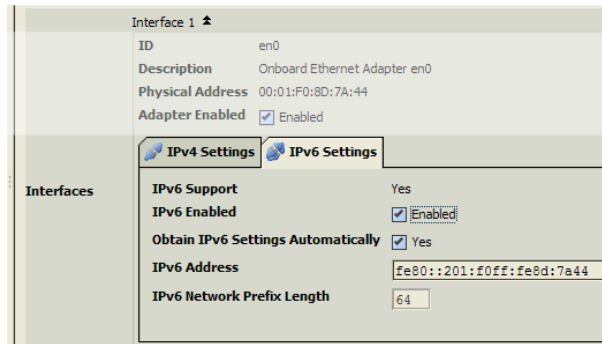 Interface 1
ID en0
Description Onboard Ethernet Adapter en0
Physical Address 00:01:F0:8D:7A:44
Adapter Enabled Enabled
IPv4 Settings IPv6 Settings
Interfaces
IPv6 Support Yes
IPv6 Enabled Enabled
Obtain IPv6 Settings Automatically Yes
IPv6 Address fe80::201:f0ff:fe8d:7a44
IPv6 Network Prefix Length 64